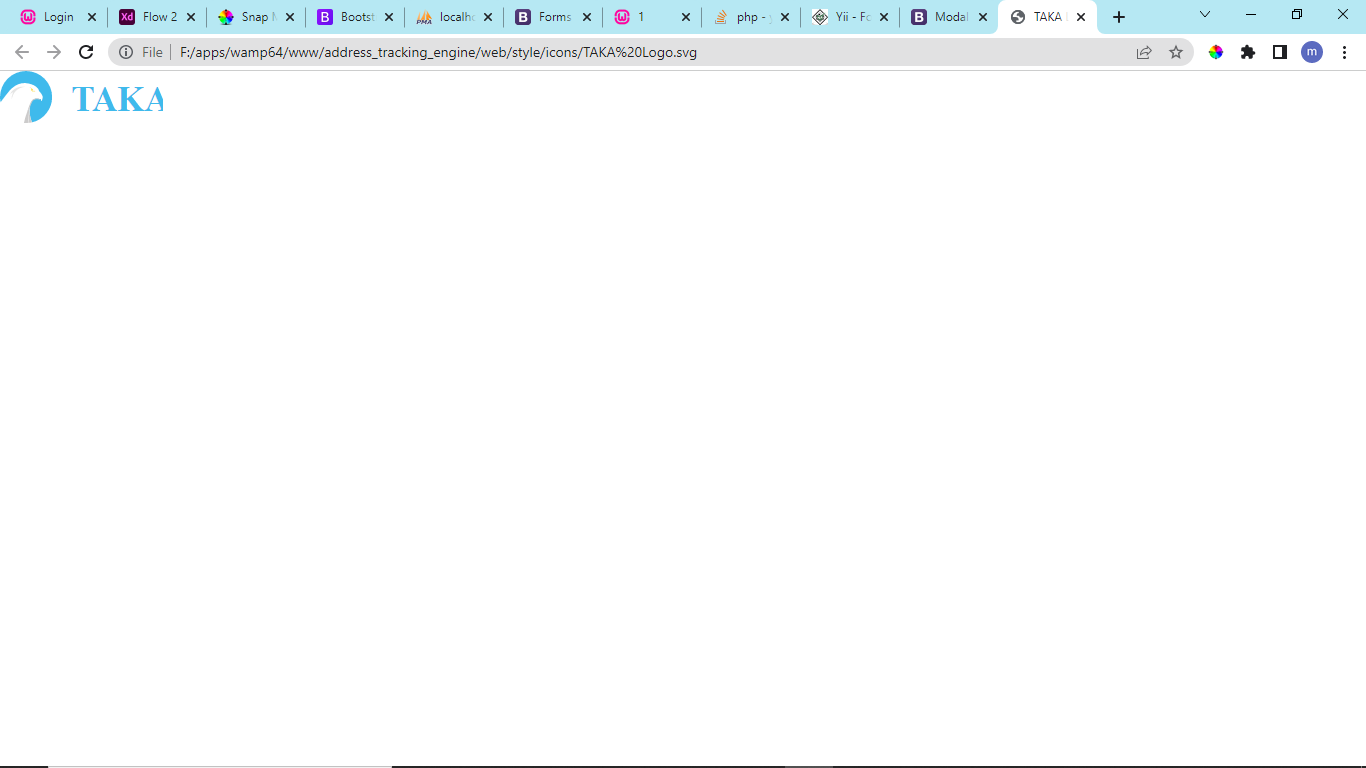 Login Flow 2 Snap M Bootst localho Forms 1 php - Yii - Fo Modal TAKA
File F:/apps/wamp64/www/address_tracking_engine/web/style/icons/TAKA%20Logo.svg m
TAKA